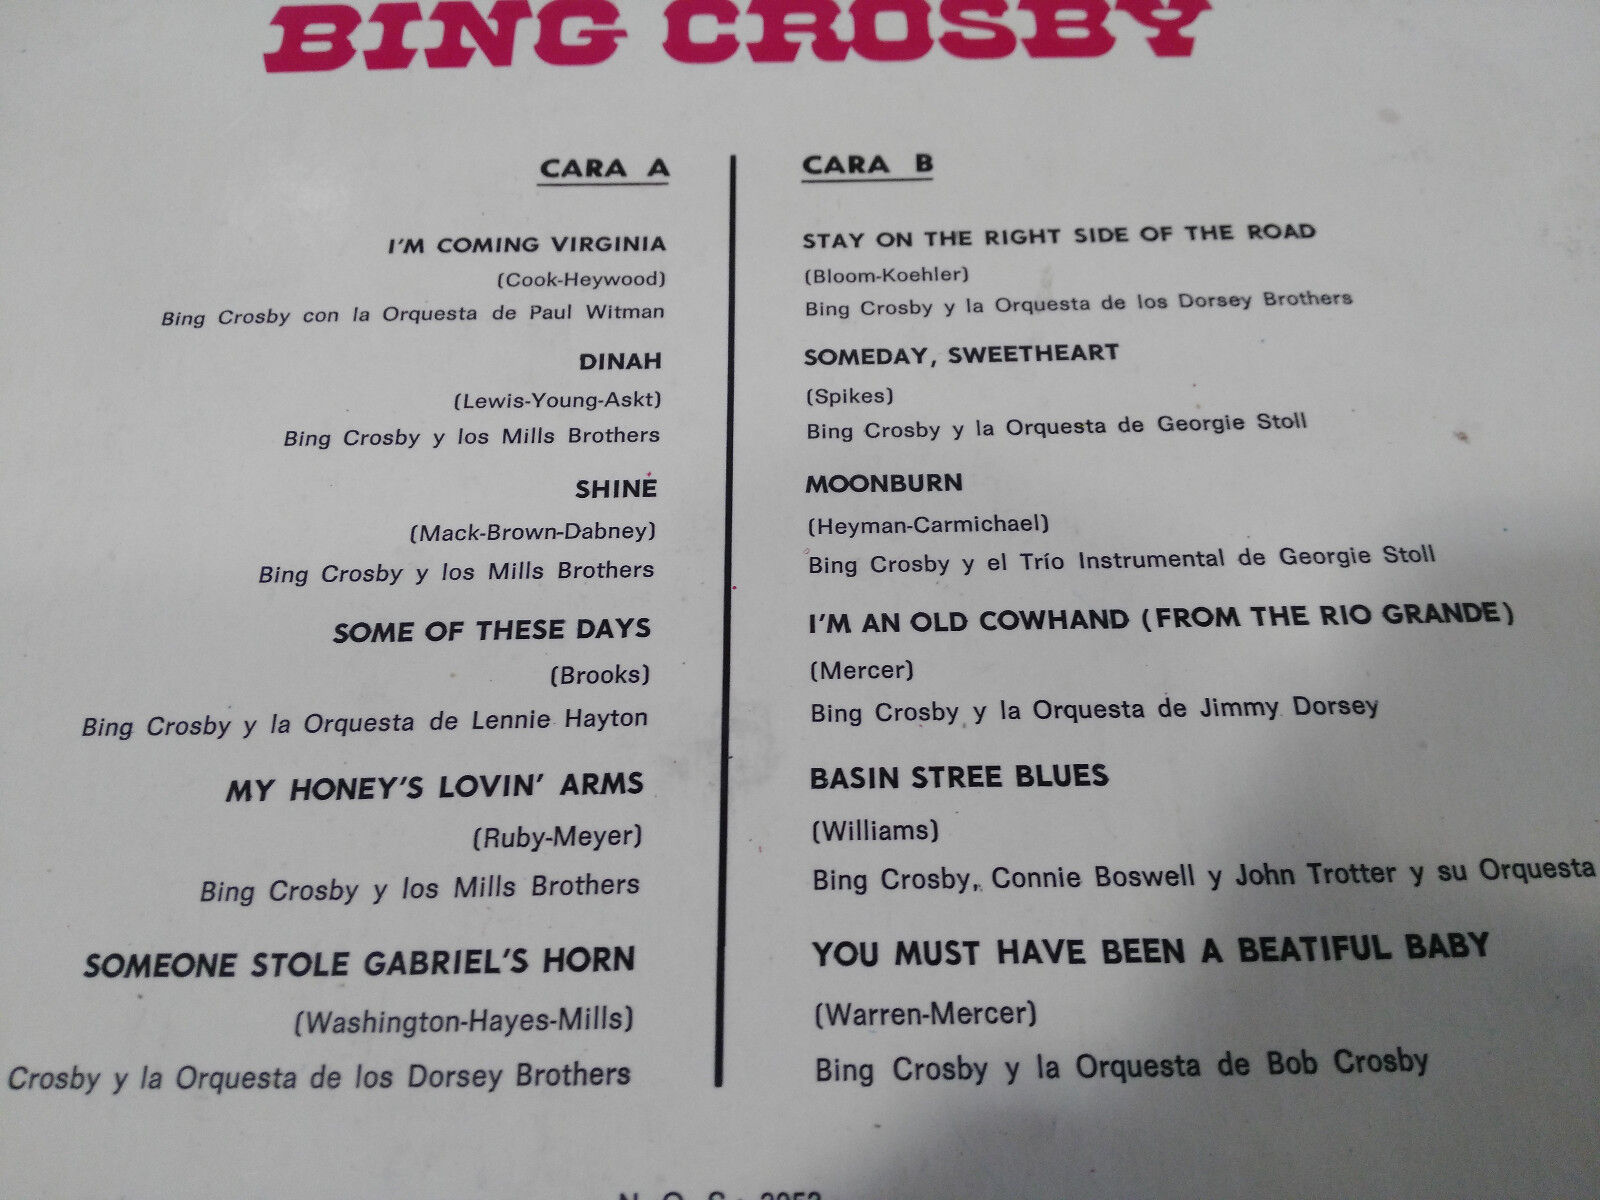 BING CROSBY
CARA A
I'M COMING VIRGINIA
(Cook-Heywood)
Bing Crosby con la Orquesta de Paul Witman
DINAH
(Lewis-Young-Askt)
Bing Crosby y los Mills Brothers
SHINE
(Mack-Brown-Dabney)
Bing Crosby y los Mills Brothers
SOME OF THESE DAYS
(Brooks)
Bing Crosby y la Orquesta de Lennie Hayton
MY HONEY'S LOVIN' ARMS
(Ruby-Meyer)
Bing Crosby y los Mills Brothers
SOMEONE STOLE GABRIEL'S HORN
(Washington-Hayes-Mills)
Crosby y la Orquesta de los Dorsey Brothers
CARA B
STAY ON THE RIGHT SIDE OF THE ROAD
(Bloom-Koehler)
Bing Crosby y la Orquesta de los Dorsey Brothers
SOMEDAY, SWEETHEART
(Spikes)
Bing Crosby y la Orquesta de Georgie Stoll
MOONBURN
(Heyman-Carmichael)
Bing Crosby y el Trío Instrumental de Georgie Stoll
I'M AN OLD COWHAND (FROM THE RIO GRANDE)
(Mercer)
Bing Crosby y la Orquesta de Jimmy Dorsey
BASIN STREE BLUES
(Williams)
Bing Crosby, Connie Boswell y John Trotter y su Orquesta
YOU MUST HAVE BEEN A BEATIFUL BABY
(Warren-Mercer)
Bing Crosby y la Orquesta de Bob Crosby